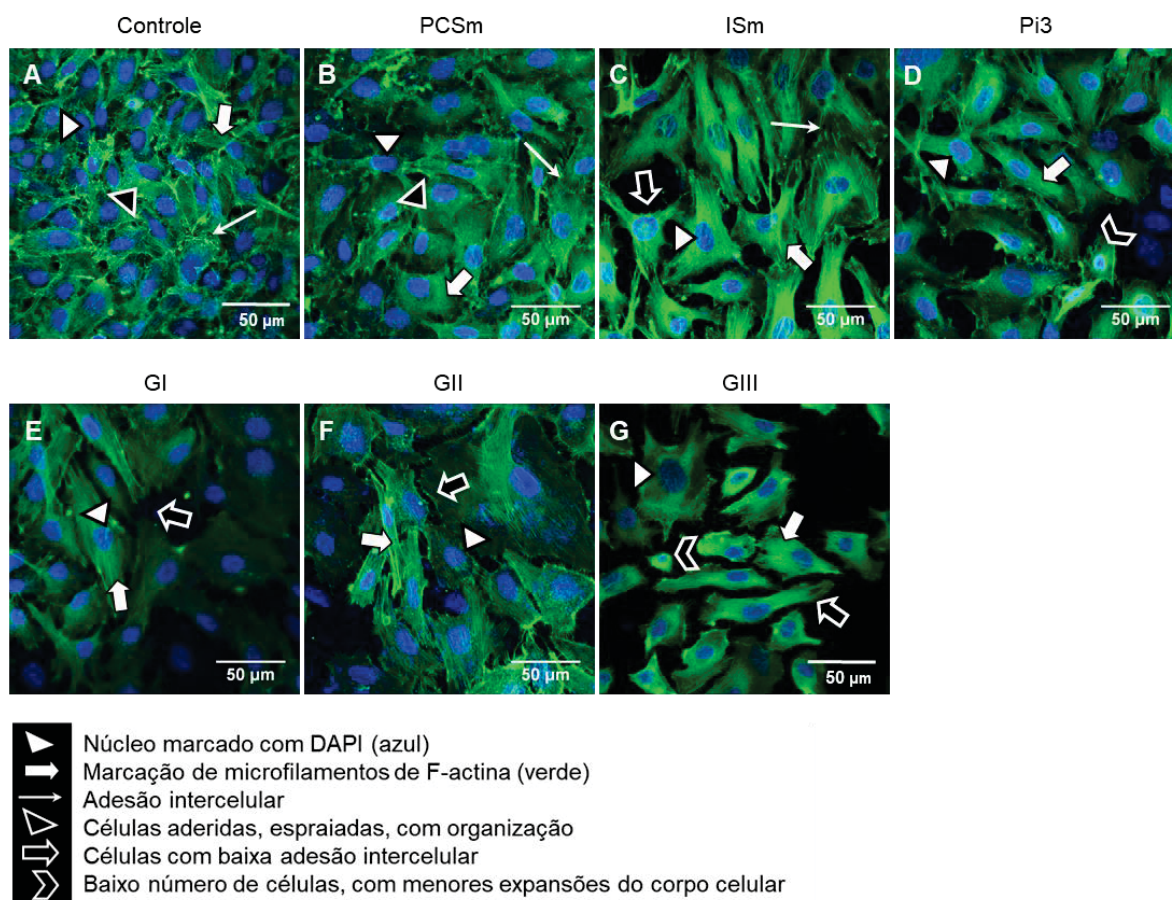 Controle PCSm ISm Pi3
A B C D
50 µm 50 µm 50 µm 50 µm
GI GII GIII
E F G
50 µm 50 µm 50 µm
Núcleo marcado com DAPI (azul)
Marcação de microfilamentos de F-actina (verde)
Adesão intercelular
Células aderidas, espraiadas, com organização
Células com baixa adesão intercelular
Baixo número de células, com menores expansões do corpo celular